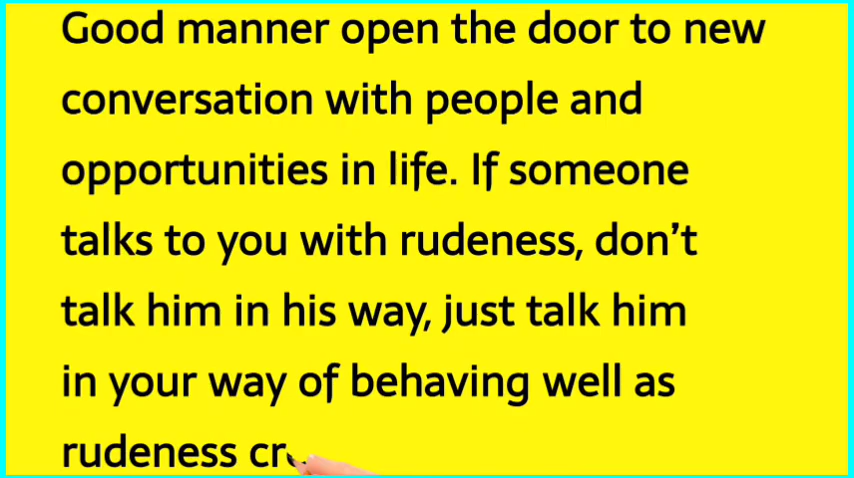 Good manner open the door to new
conversation with people and
opportunities in life. If someone
talks to you with rudeness, don’t
talk him in his way, just talk him
in your way of behaving well as
rudeness